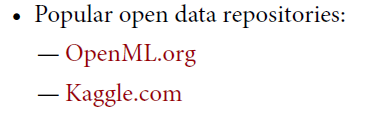 • Popular open data repositories:
— OpenML.org
— Kaggle.com